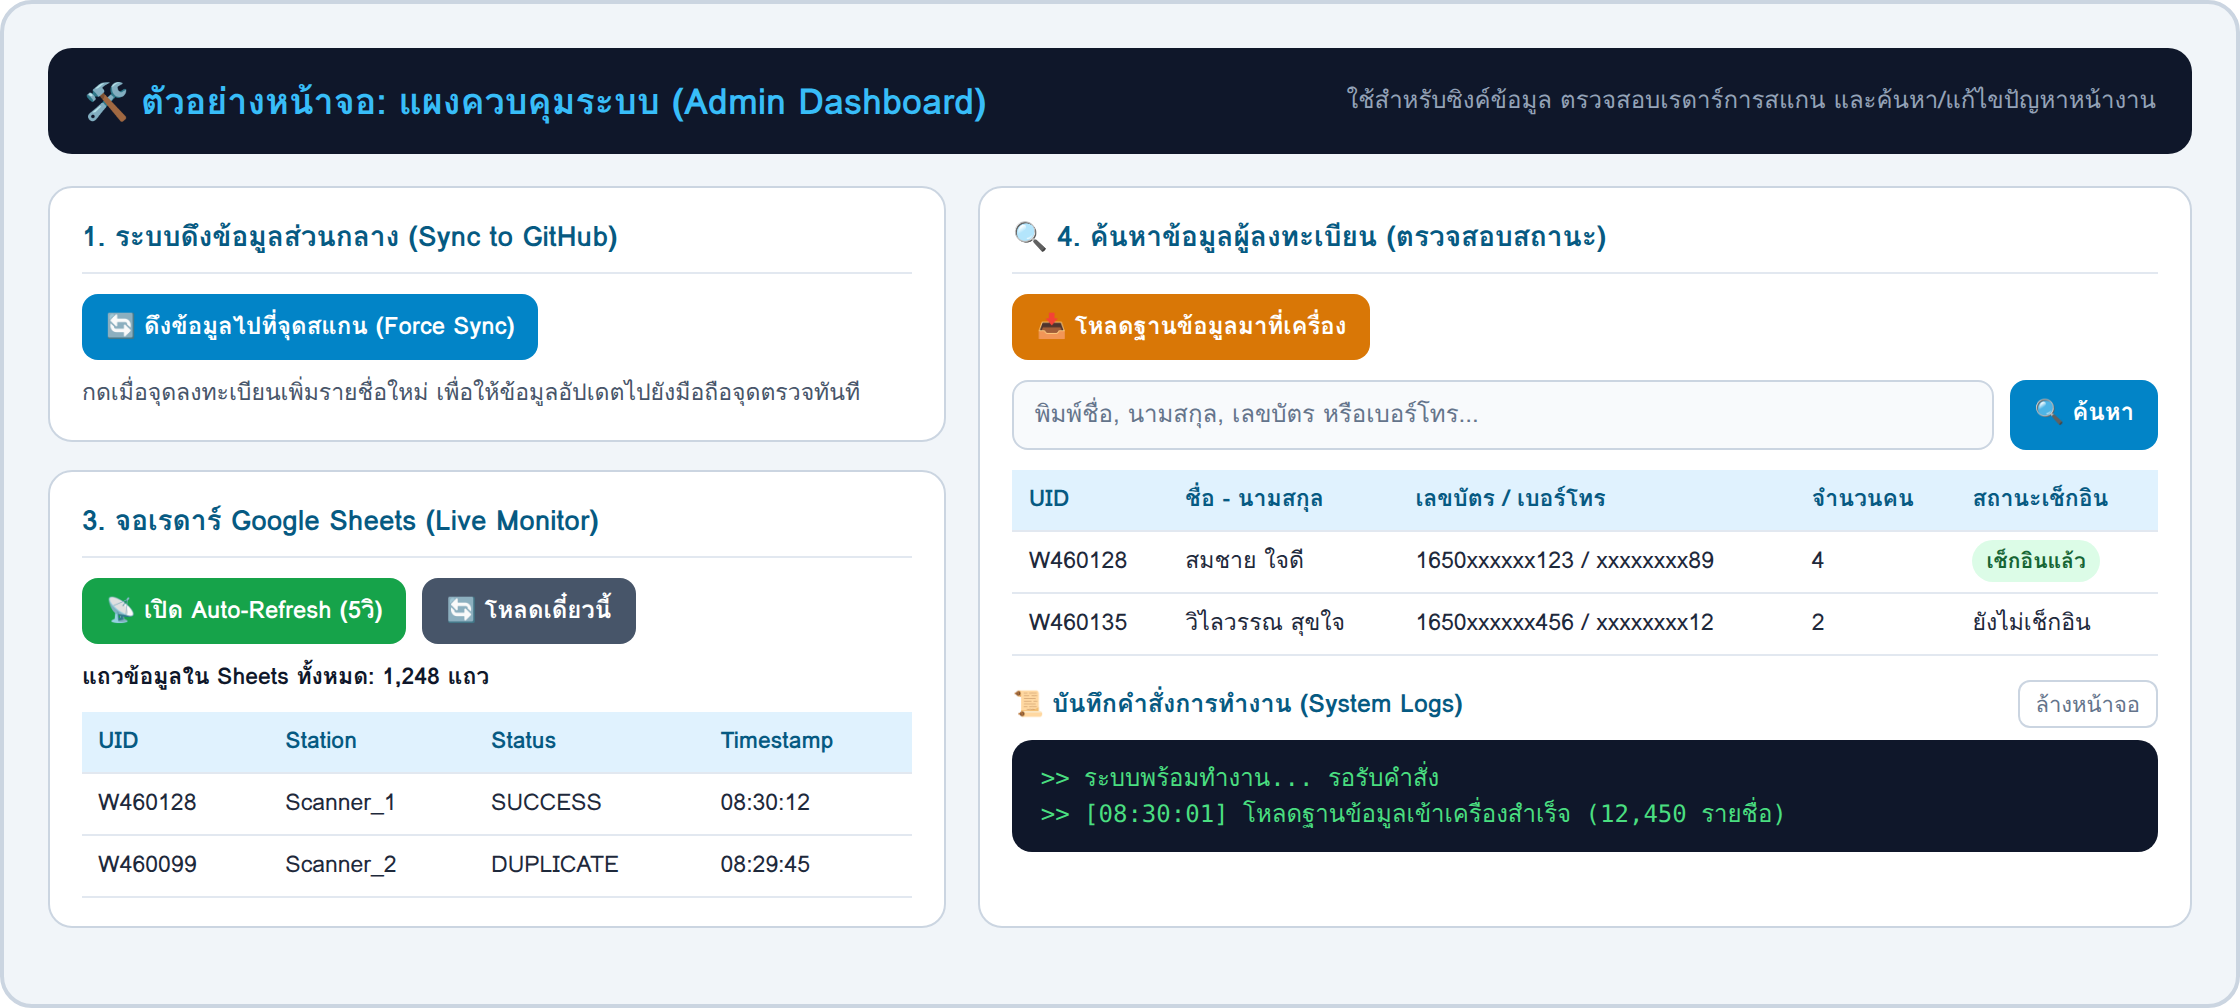 ตัวอย่างหน้าจอ: แผงควบคุมระบบ (Admin Dashboard)
ใช้สำหรับซิงค์ข้อมูล ตรวจสอบเรดาร์การสแกน และค้นหา/แก้ไขปัญหาหน้างาน
1. ระบบดึงข้อมูลส่วนกลาง (Sync to GitHub)
ดึงข้อมูลไปที่จุดสแกน (Force Sync)
กดเมื่อจุดลงทะเบียนเพิ่มรายชื่อใหม่ เพื่อให้ข้อมูลอัปเดตไปยังมือถือจุดตรวจทันที
3. จอเรดาร์ Google Sheets (Live Monitor)
เปิด Auto-Refresh (5วิ)
โหลดเดี๋ยวนี้
แถวข้อมูลใน Sheets ทั้งหมด: 1,248 แถว
UID Station Status Timestamp
W460128 Scanner_1 SUCCESS 08:30:12
W460099 Scanner_2 DUPLICATE 08:29:45
4. ค้นหาข้อมูลผู้ลงทะเบียน (ตรวจสอบสถานะ)
โหลดฐานข้อมูลมาที่เครื่อง
พิมพ์ชื่อ, นามสกุล, เลขบัตร หรือเบอร์โทร...
ค้นหา
UID ชื่อ - นามสกุล เลขบัตร / เบอร์โทร จำนวนคน สถานะเช็กอิน
W460128 สมชาย ใจดี 1650xxxxxx123 / xxxxxxxx89 4 เช็กอินแล้ว
W460135 วิไลวรรณ สุขใจ 1650xxxxxx456 / xxxxxxxx12 2 ยังไม่เช็กอิน
บันทึกคำสั่งการทำงาน (System Logs)
ล้างหน้าจอ
>> ระบบพร้อมทำงาน... รอรับคำสั่ง
>> [08:30:01] โหลดฐานข้อมูลเข้าเครื่องสำเร็จ (12,450 รายชื่อ)